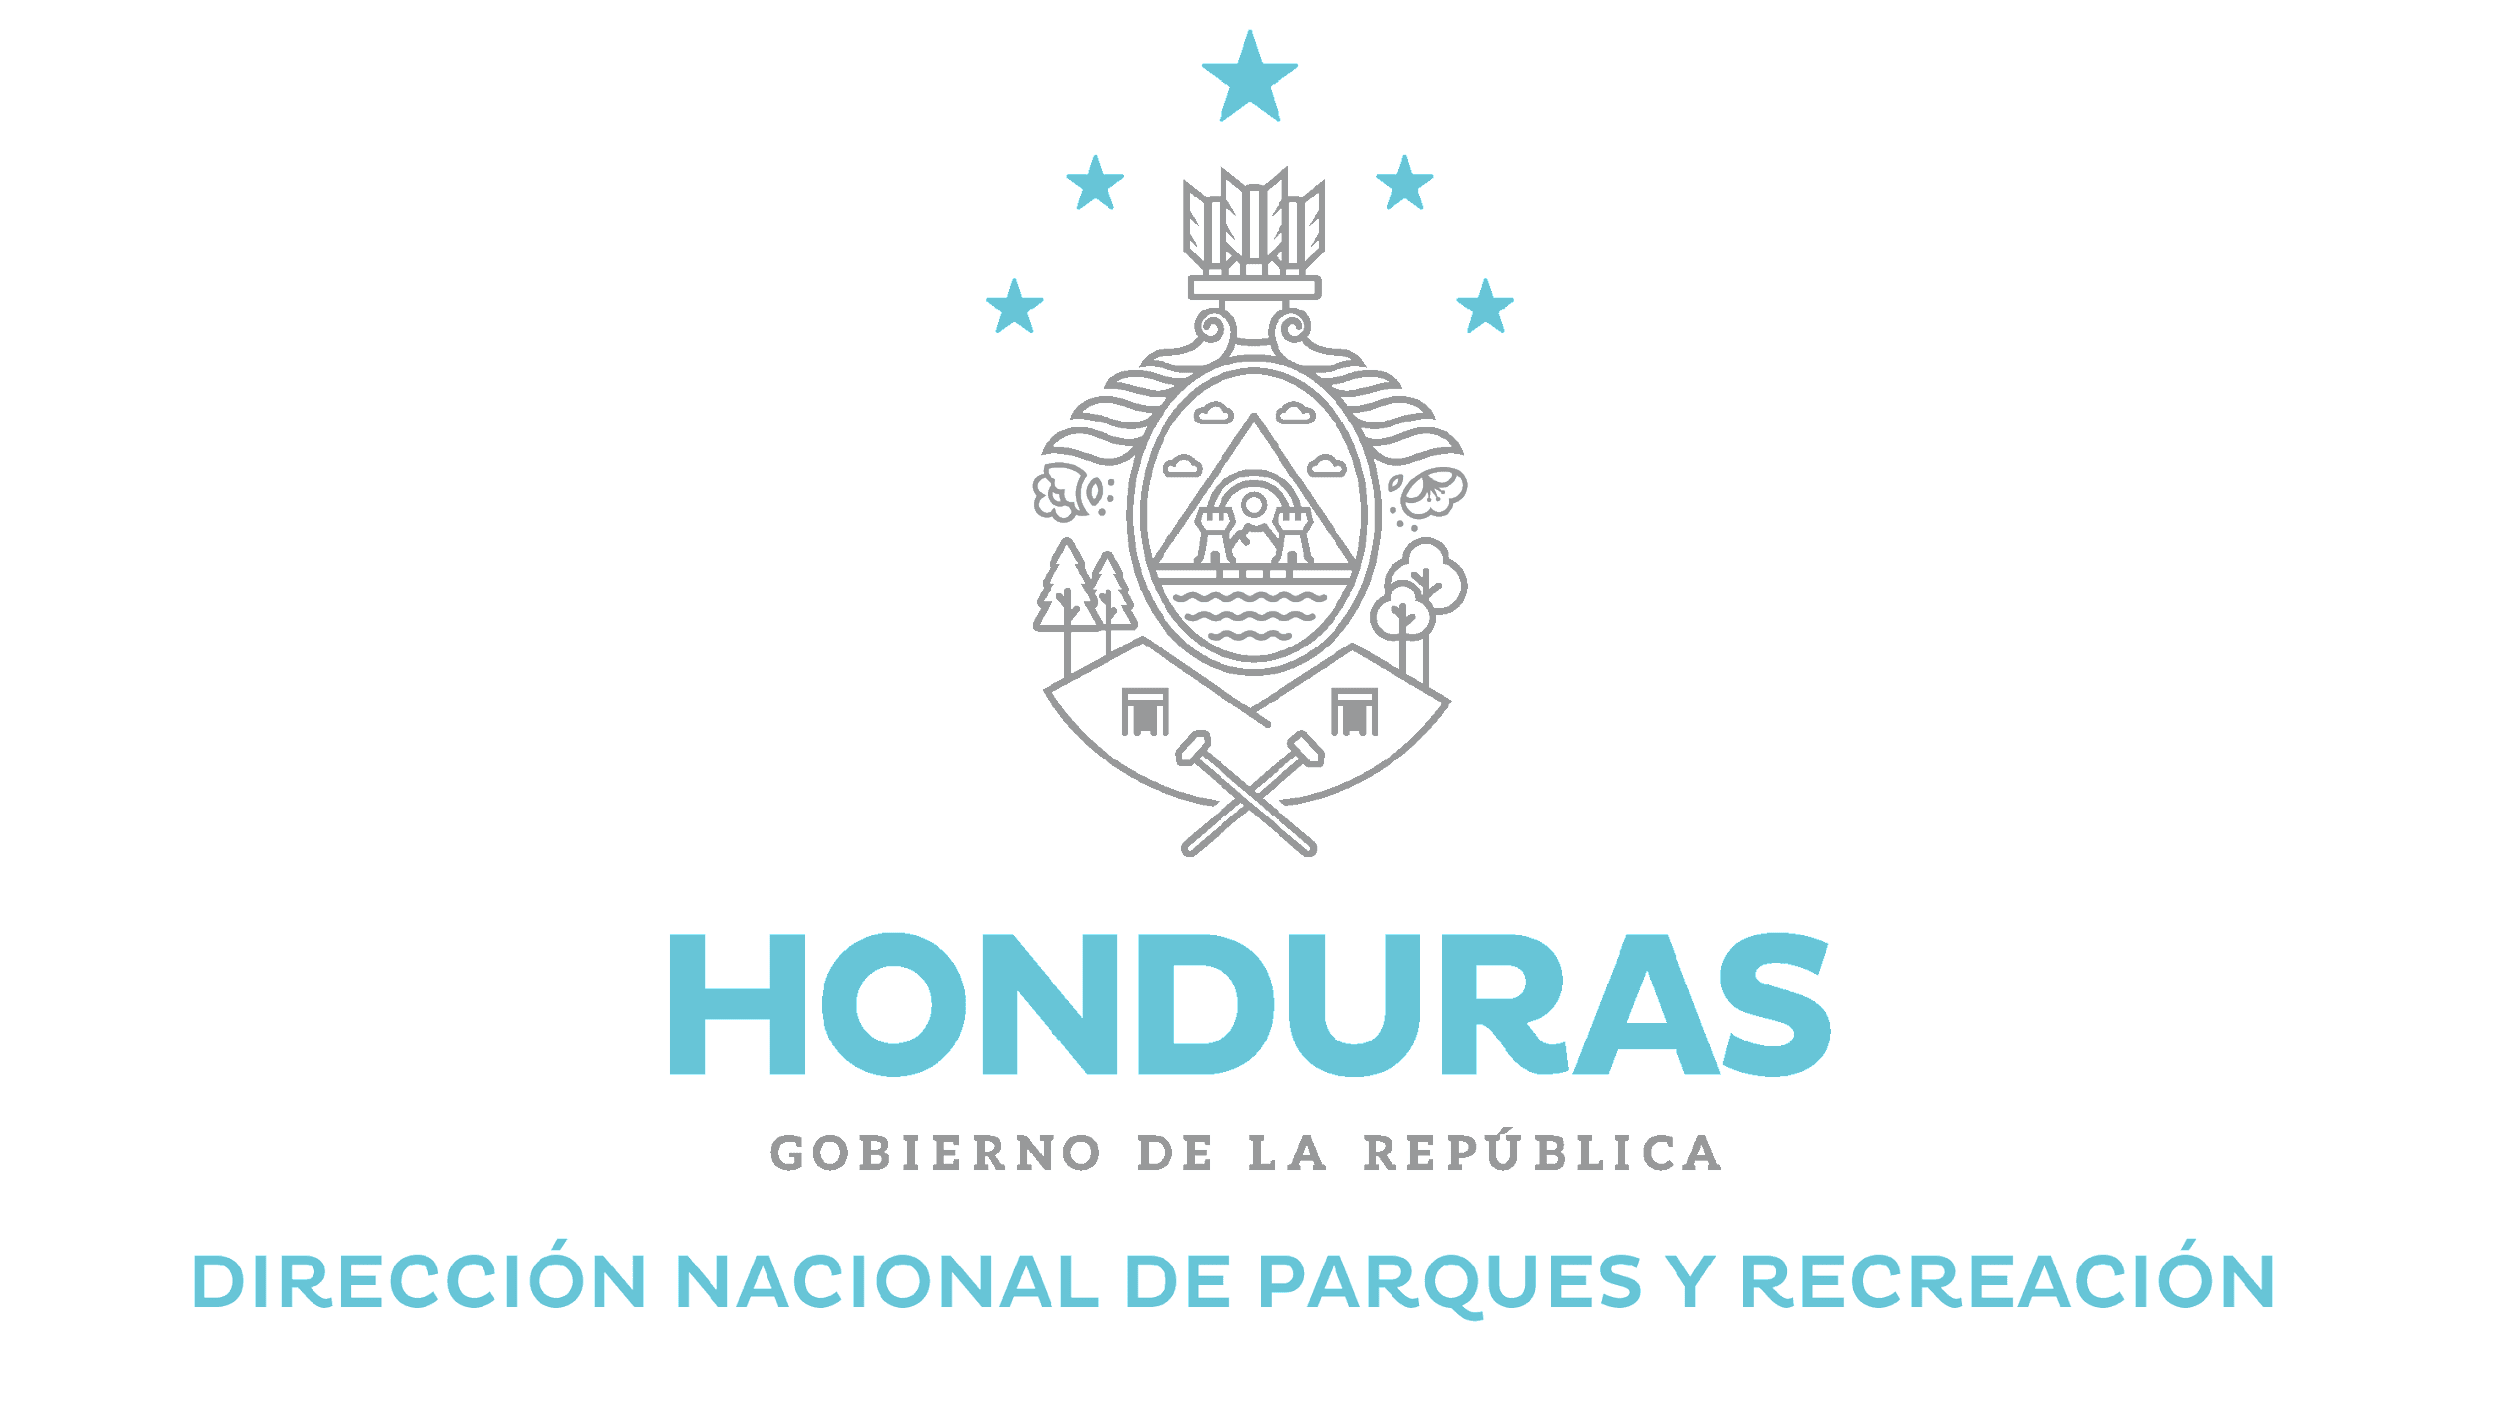 HONDURAS
GOBIERNO DE LA REPÚBLICA
DIRECCIÓN NACIONAL DE PARQUES Y RECREACIÓN